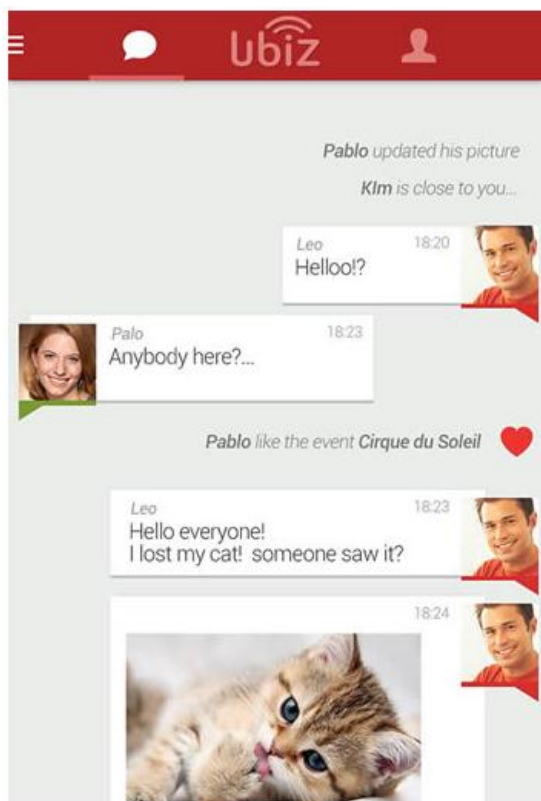 Ubiz
Pablo updated his picture
KIm is close to you...
Leo 18:20
Helloo!?
Palo 18:23
Anybody here?...
Pablo like the event Cirque du Soleil
Leo 18:23
Hello everyone!
I lost my cat! someone saw it?
18:24